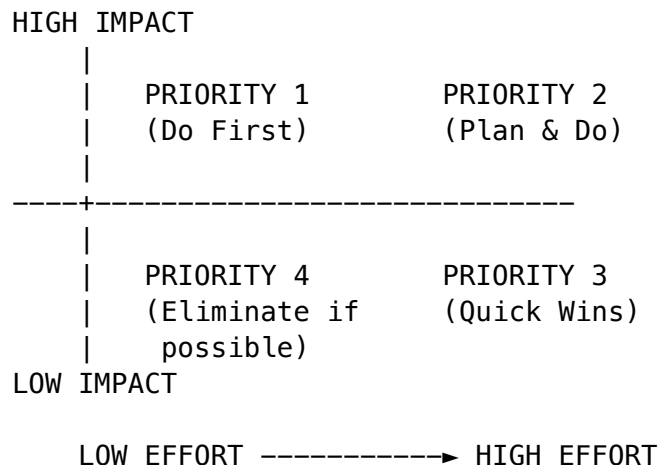 HIGH IMPACT
PRIORITY 1 PRIORITY 2
(Do First) (Plan & Do)
PRIORITY 4 PRIORITY 3
(Eliminate if (Quick Wins)
possible)
LOW IMPACT
LOW EFFORT -----------► HIGH EFFORT